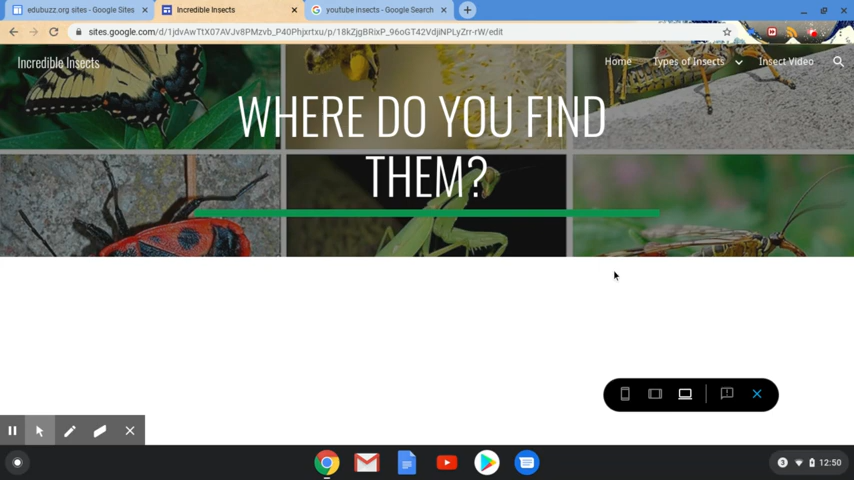 edubuzz.org sites - Google Sites
Incredible Insects
youtube insects - Google Search
sites.google.com/d/1jdvAwTtX07AVJv8PMzvb_P40Phjxrtxu/p/18kZjgBRixP_96oGT42VdjiNPLyZrr-rW/edit
Incredible Insects
Home
Types of Insects
Insect Video
WHERE DO YOU FIND
THEM?
3
12:50